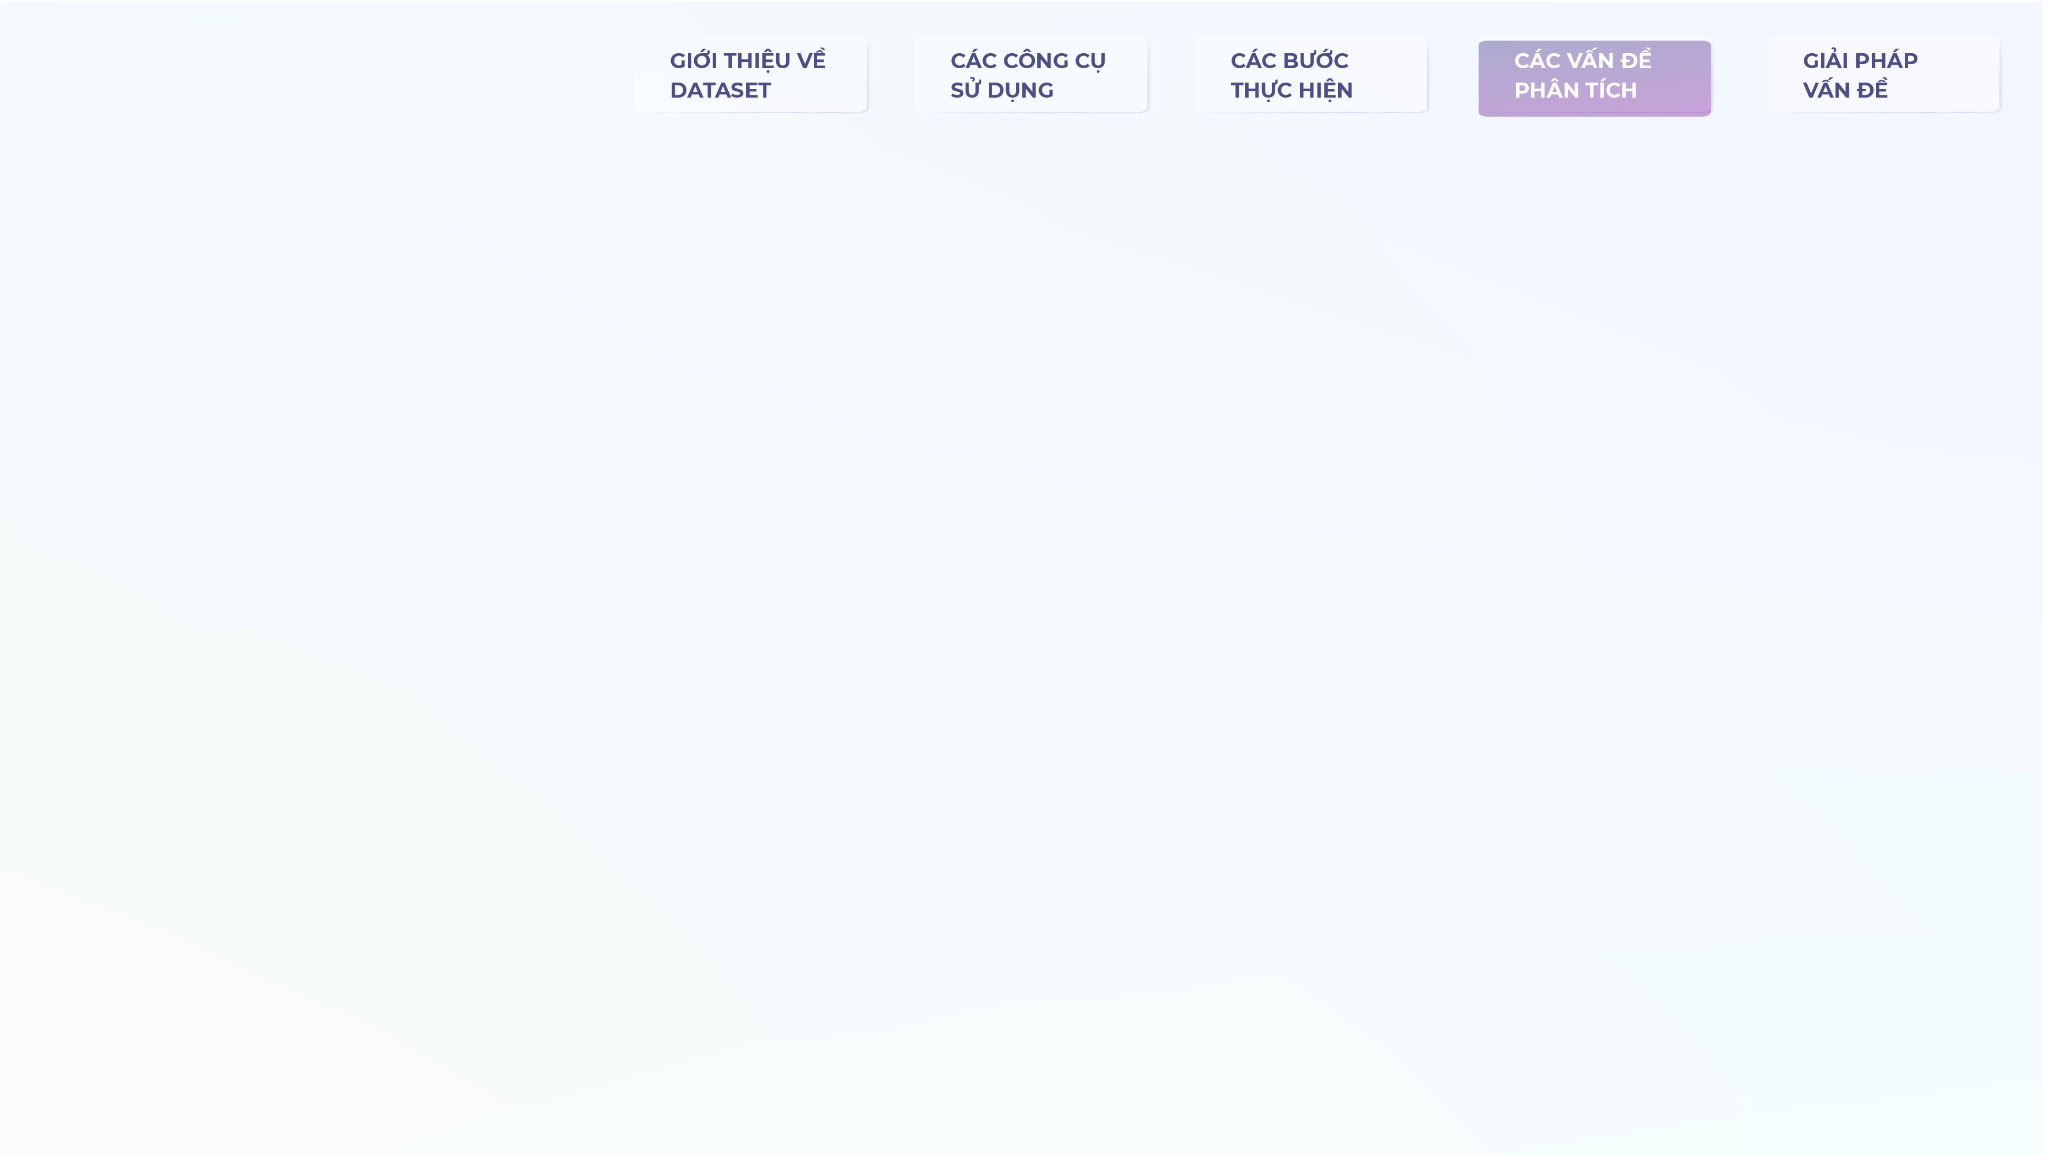 GIỚI THIỆU VỀ
DATASET
CÁC CÔNG CỤ
SỬ DỤNG
CÁC BƯỚC
THỰC HIỆN
CÁC VẤN ĐỀ
PHÂN TÍCH
GIẢI PHÁP
VẤN ĐỀ